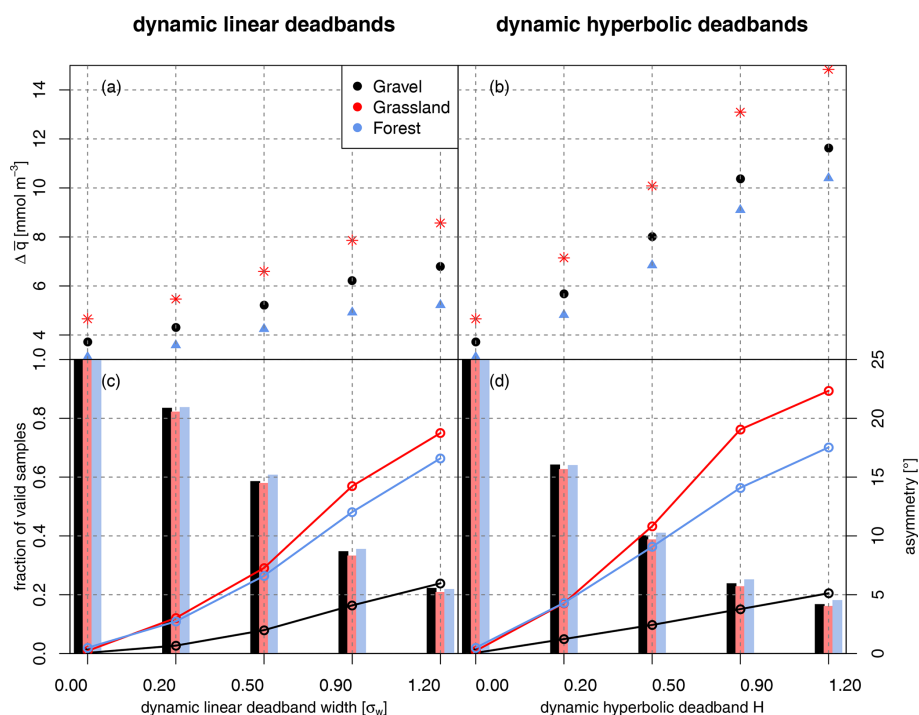 dynamic linear deadbands
dynamic hyperbolic deadbands
(a)
(b)
Gravel
Grassland
Forest
Δ q̅ [mmol m⁻³]
14
12
10
8
6
4
(c)
(d)
fraction of valid samples
1.0
0.8
0.6
0.4
0.2
0.0
25
20
15
10
5
0
asymmetry [°]
0.00 0.20 0.50 0.90 1.20
0.00 0.20 0.50 0.90 1.20
dynamic linear deadband width [σw]
dynamic hyperbolic deadband H